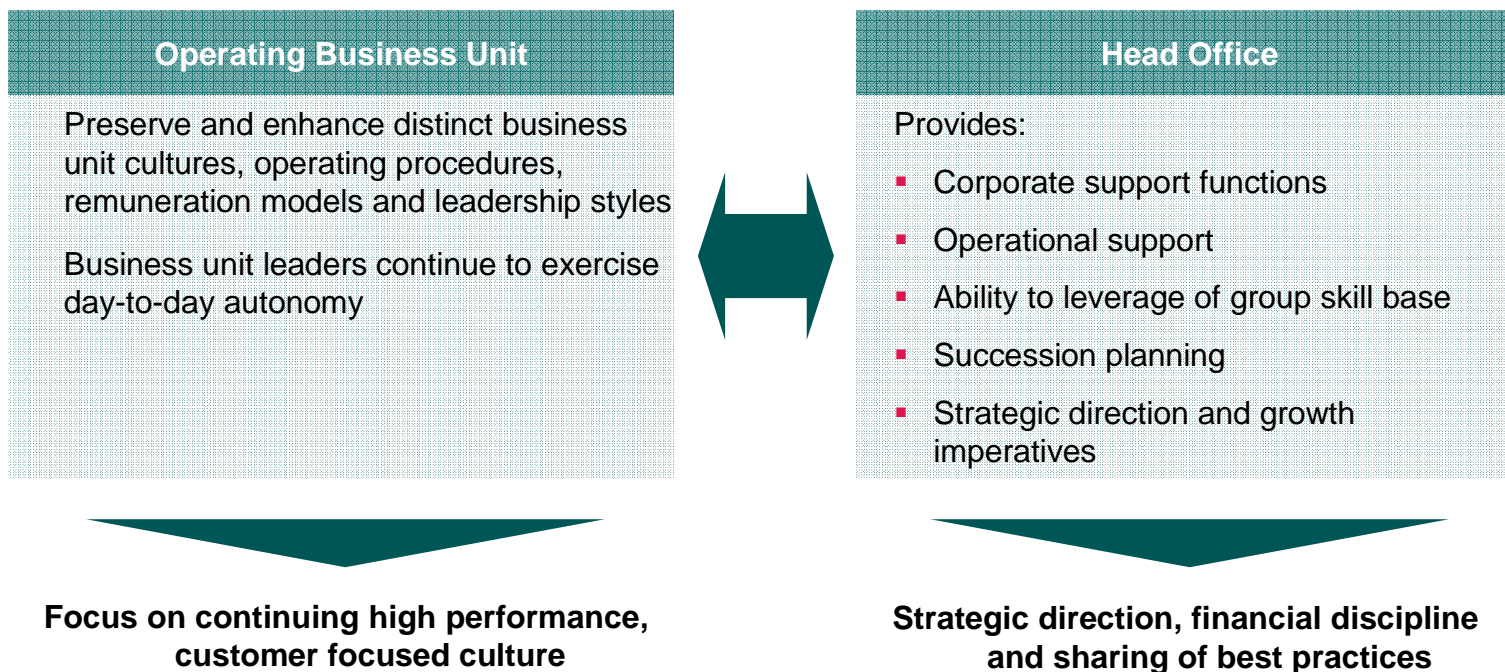 Operating Business Unit
Preserve and enhance distinct business
unit cultures, operating procedures,
remuneration models and leadership styles
Business unit leaders continue to exercise
day-to-day autonomy
Focus on continuing high performance,
customer focused culture
Head Office
Provides:
▪ Corporate support functions
▪ Operational support
▪ Ability to leverage of group skill base
▪ Succession planning
▪ Strategic direction and growth
imperatives
Strategic direction, financial discipline
and sharing of best practices